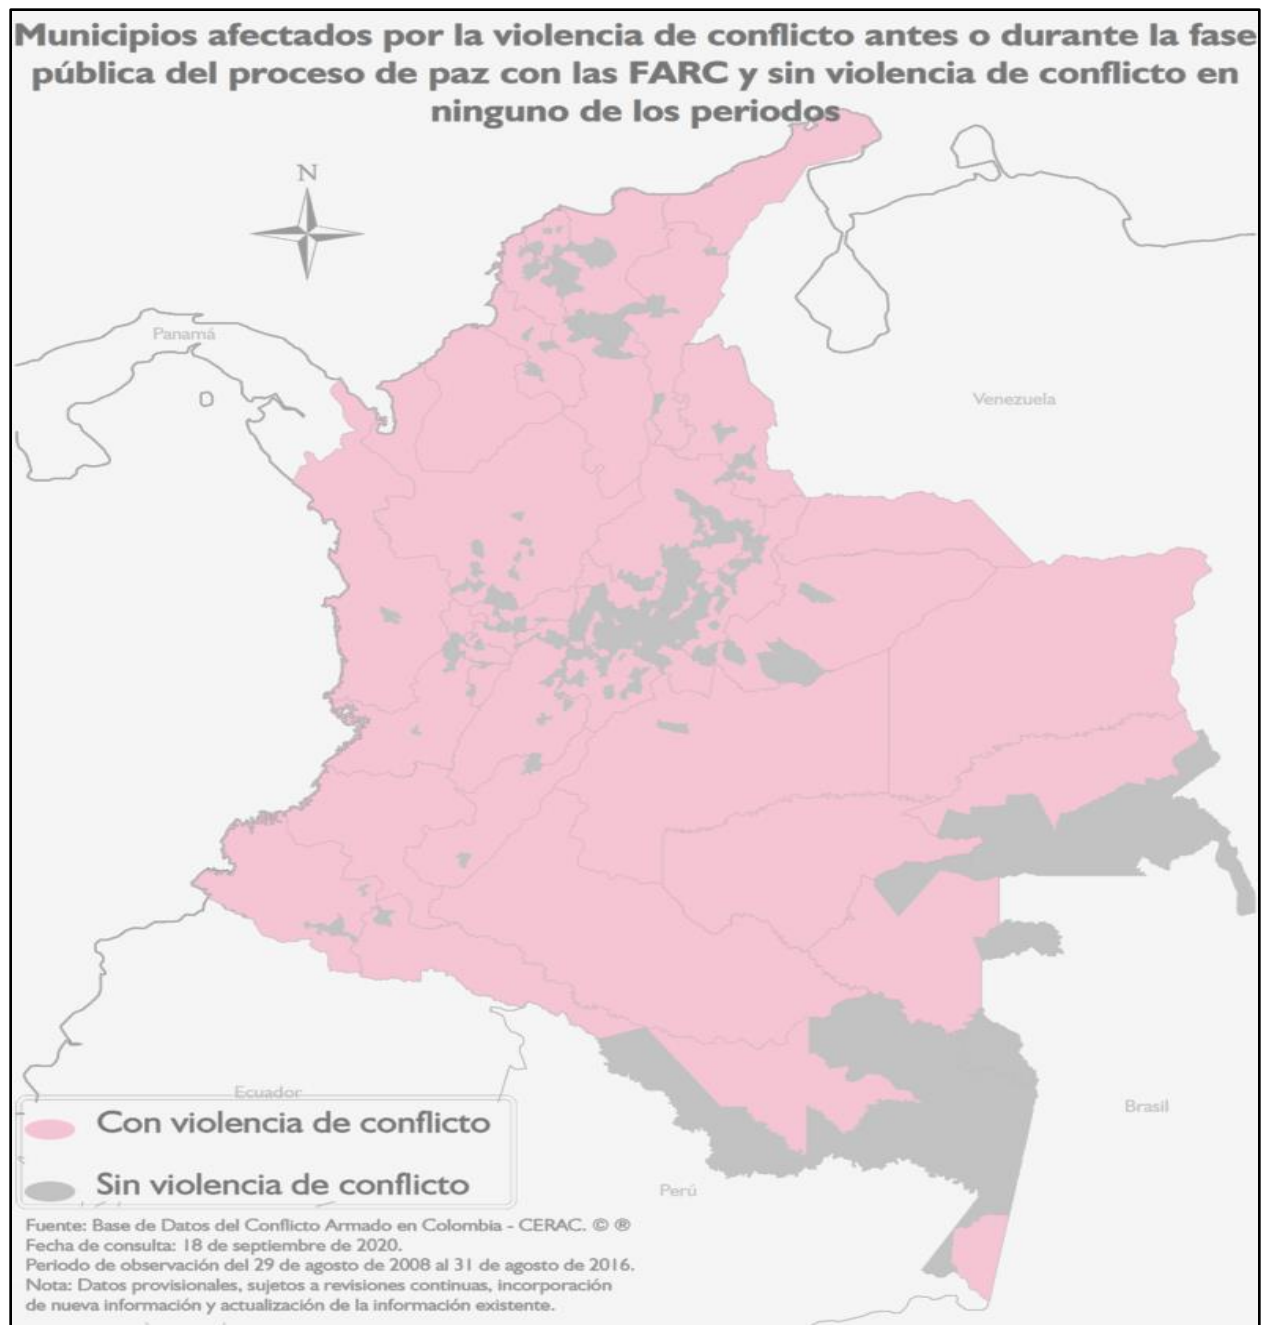 Municipios afectados por la violencia de conflicto antes o durante la fase
pública del proceso de paz con las FARC y sin violencia de conflicto en
ninguno de los periodos
N
Panamá
Venezuela
Ecuador
Brasil
Perú
Con violencia de conflicto
Sin violencia de conflicto
Fuente: Base de Datos del Conflicto Armado en Colombia - CERAC. © ®
Fecha de consulta: 18 de septiembre de 2020.
Periodo de observación del 29 de agosto de 2008 al 31 de agosto de 2016.
Nota: Datos provisionales, sujetos a revisiones continuas, incorporación
de nueva información y actualización de la información existente.